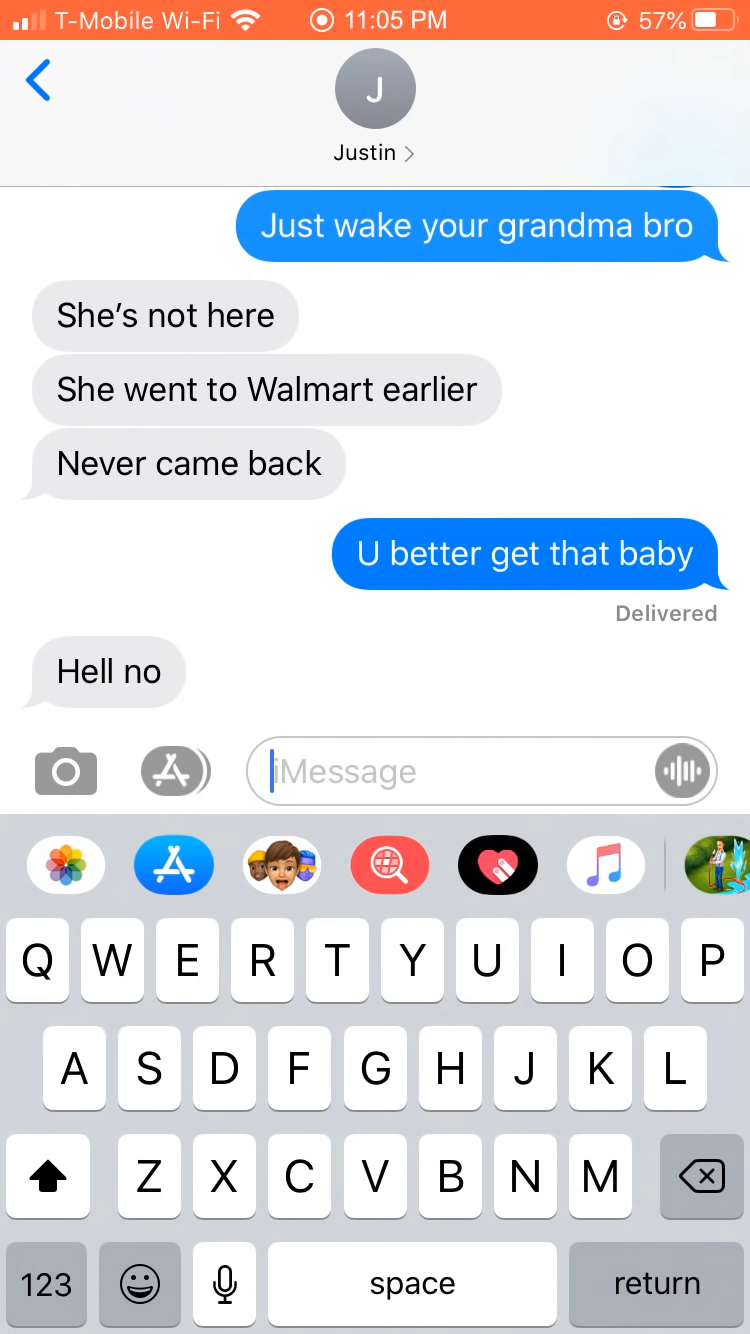 T-Mobile Wi-Fi 11:05 PM 57%
J
Justin
Just wake your grandma bro
She’s not here
She went to Walmart earlier
Never came back
U better get that baby
Delivered
Hell no
iMessage
Q W E R T Y U I O P
A S D F G H J K L
Z X C V B N M
123 space return